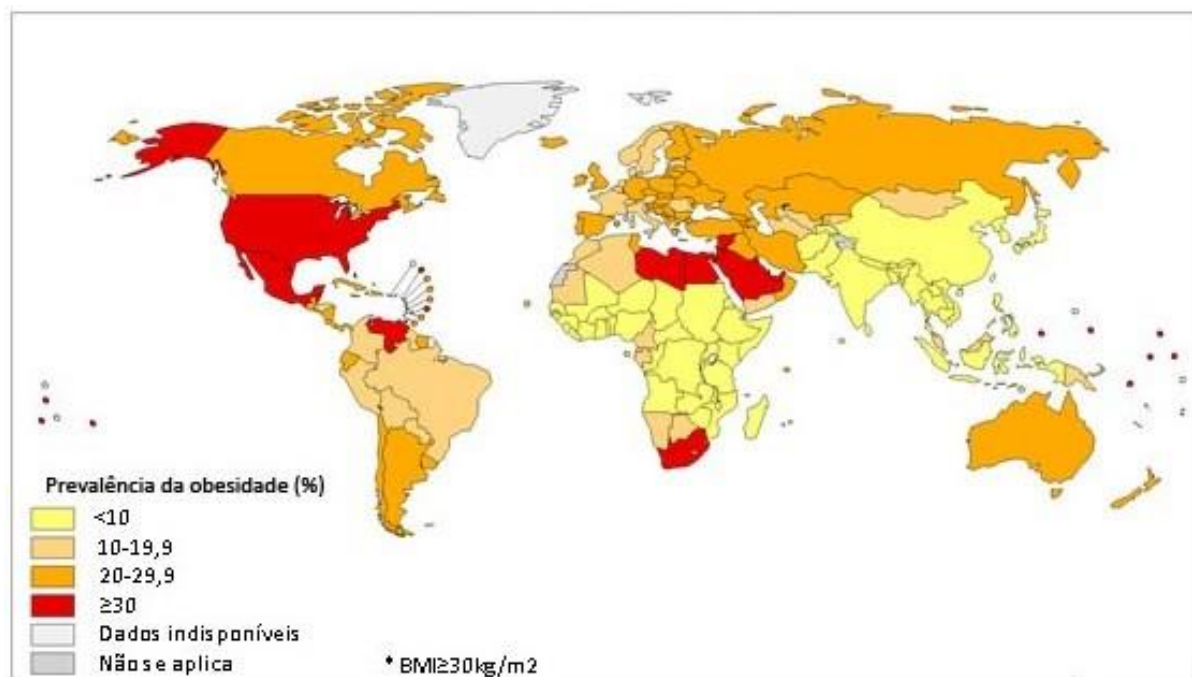 Prevalência da obesidade (%)
<10
10-19,9
20-29,9
≥30
Dados indisponíveis
Não se aplica
* BMI≥30kg/m2